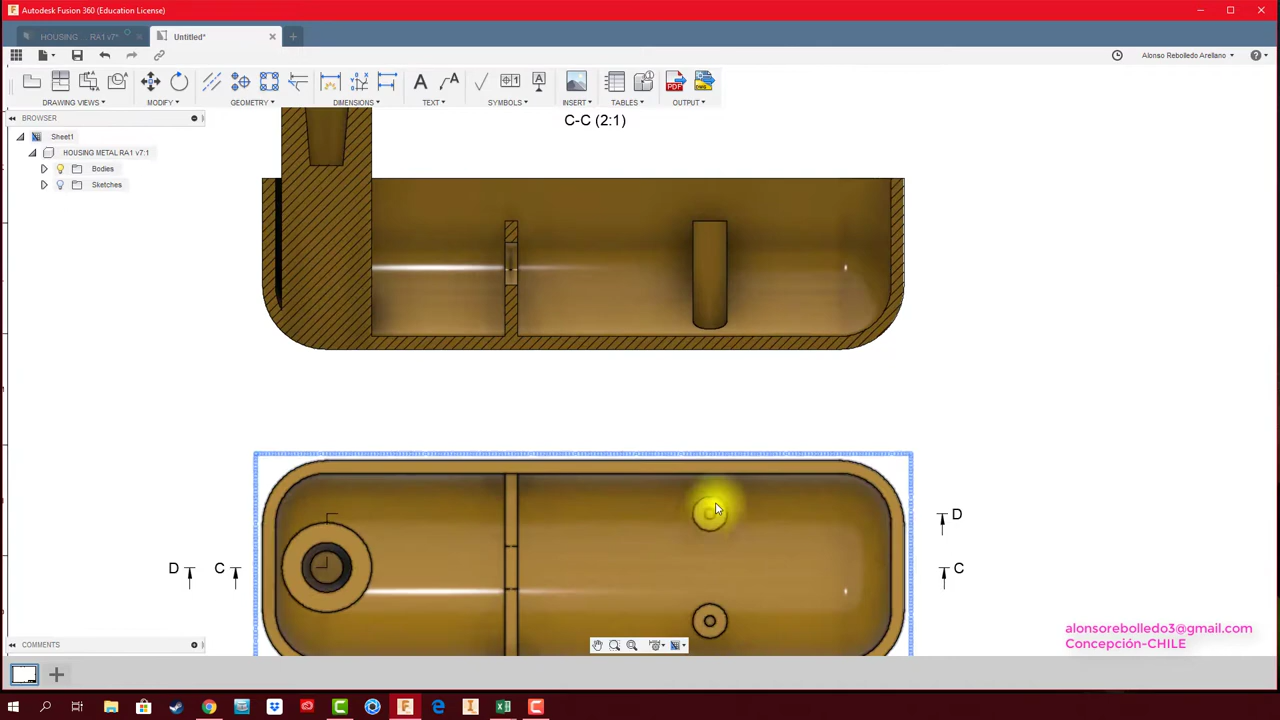 Autodesk Fusion 360 (Education License)
HOUSING ... RA1 v7*
Untitled*
Alonso Rebolledo Arellano
DRAWING VIEWS
MODIFY
GEOMETRY
DIMENSIONS
TEXT
SYMBOLS
INSERT
TABLES
OUTPUT
PDF
BROWSER
Sheet1
HOUSING METAL RA1 v7:1
Bodies
Sketches
C-C (2:1)
D
D C
C
COMMENTS
alonsorebolledo3@gmail.com
Concepción-CHILE